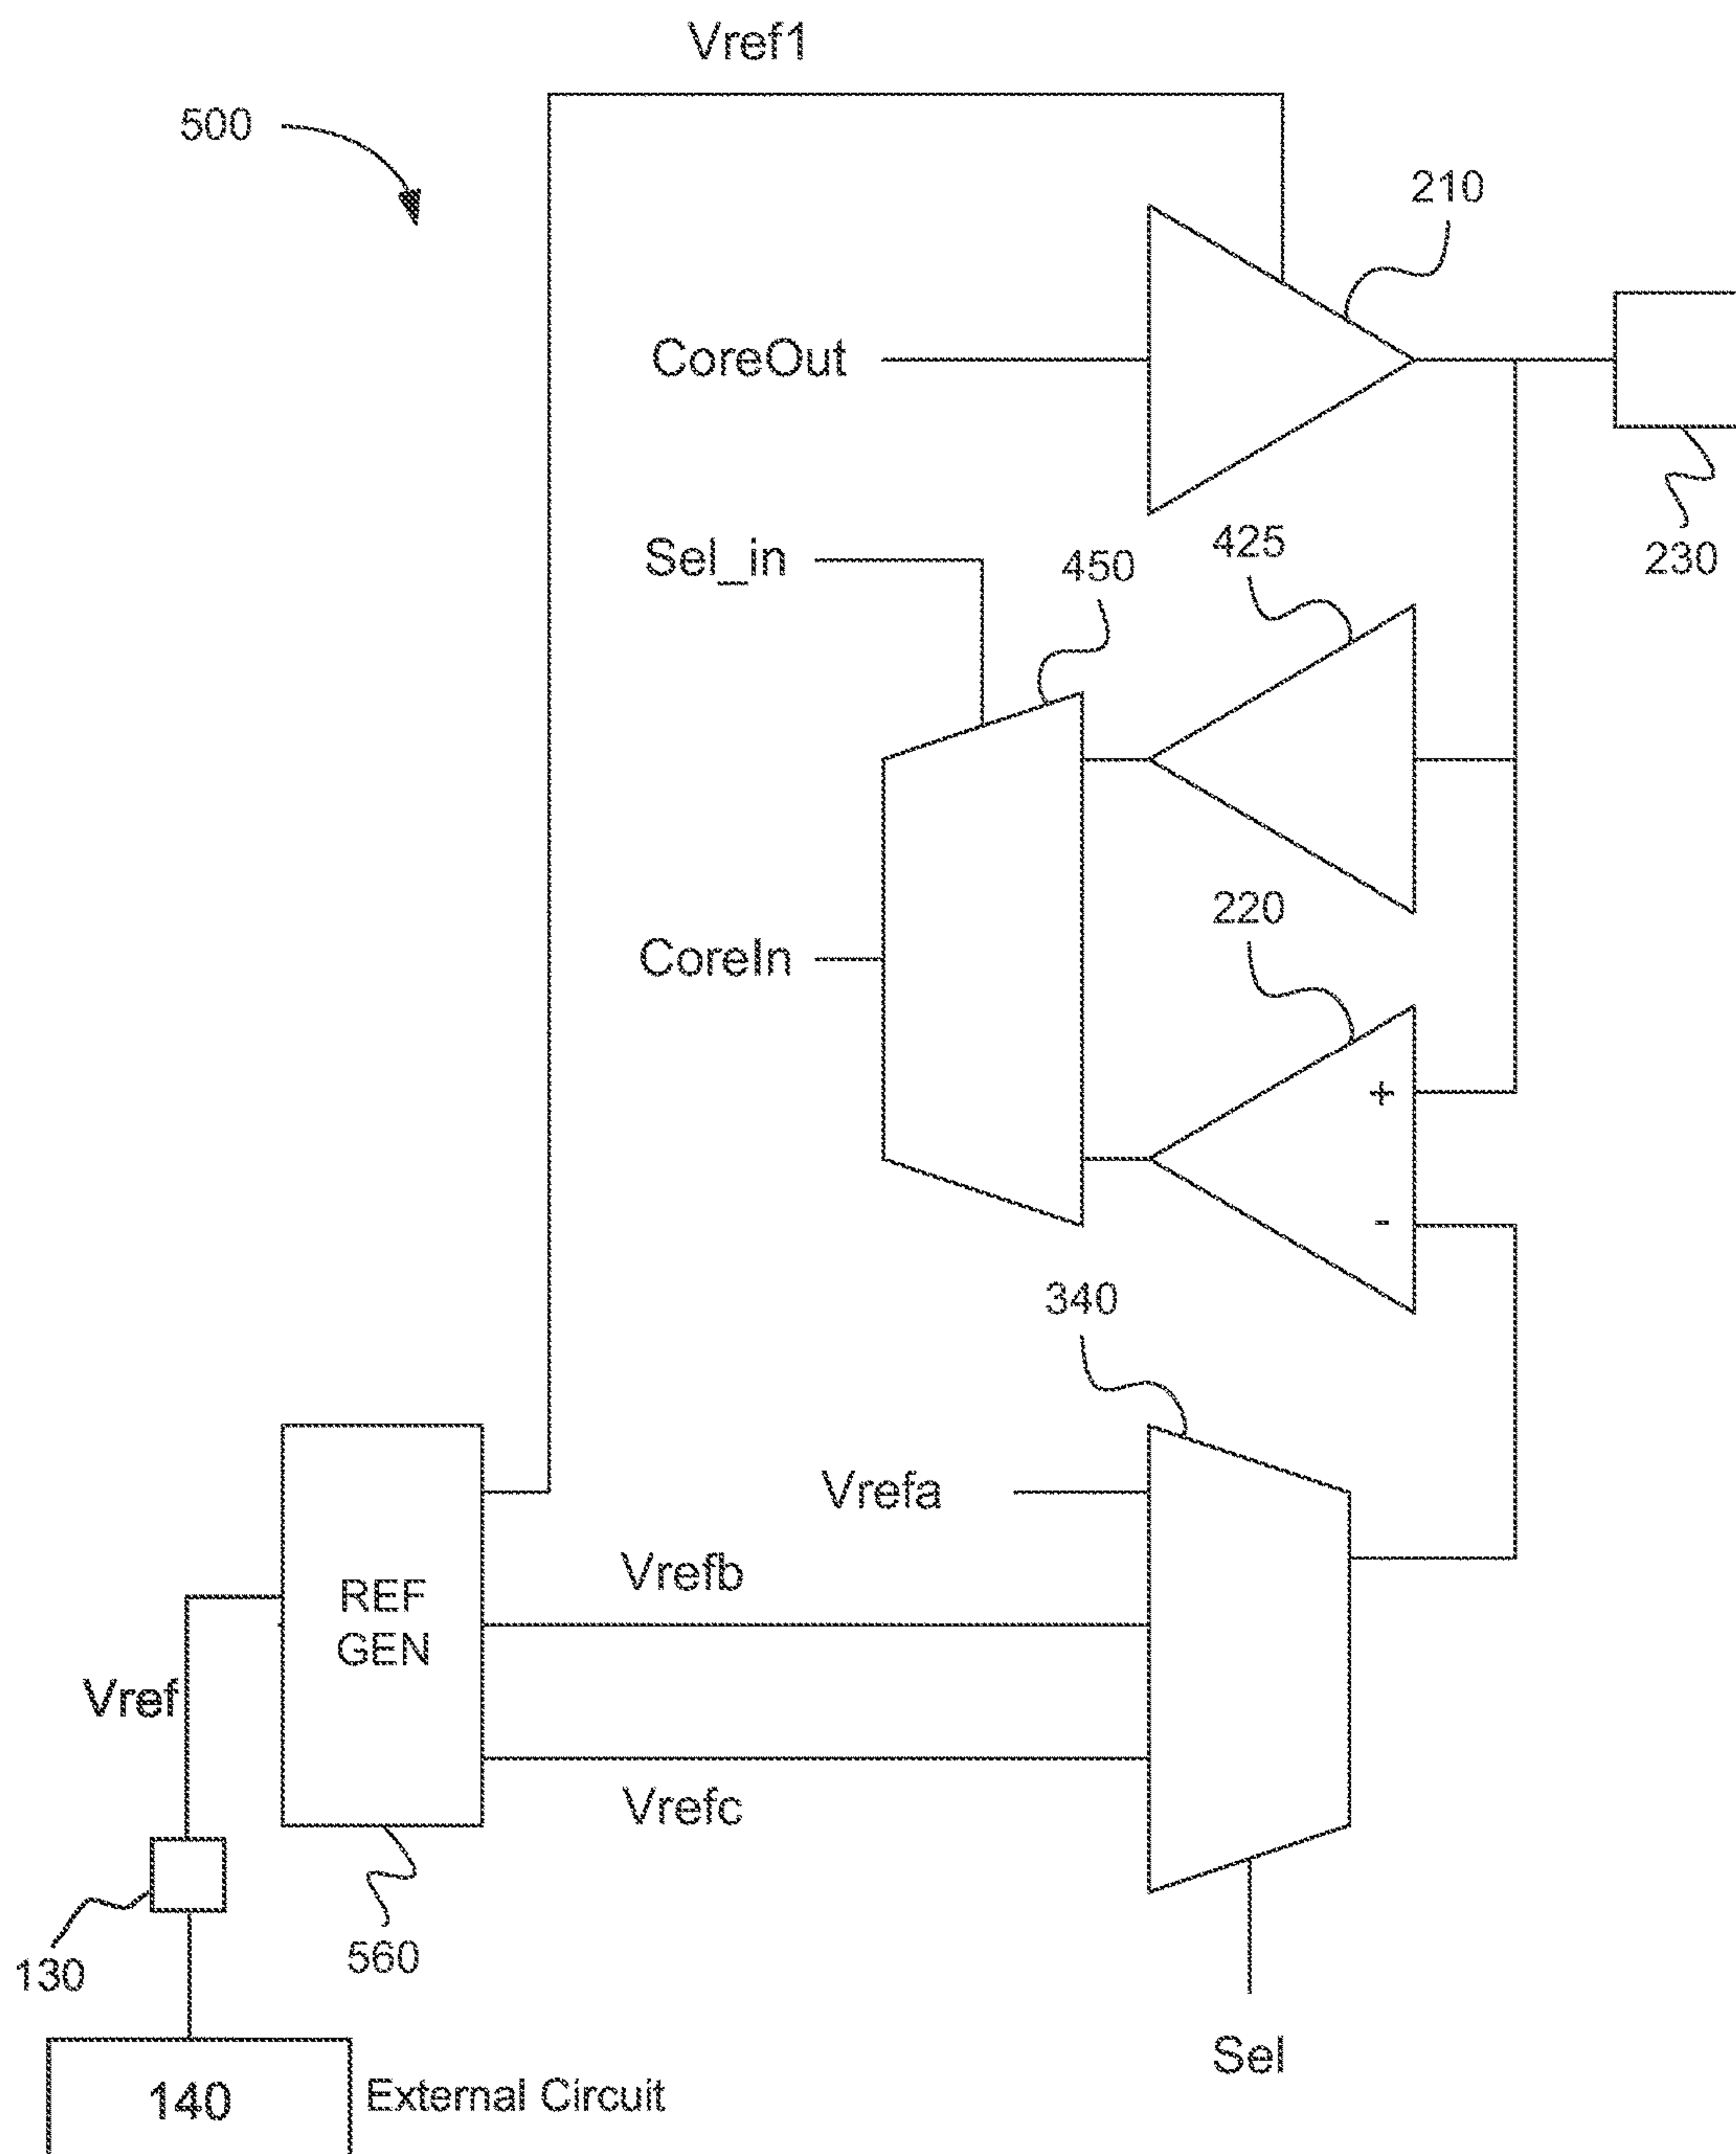 Vref1
500
210
CoreOut
Sel_in
450
425
230
220
CoreIn
+
-
340
Vrefa
Vrefb
REF
GEN
Vref
Vrefc
130
560
Sel
140
External Circuit